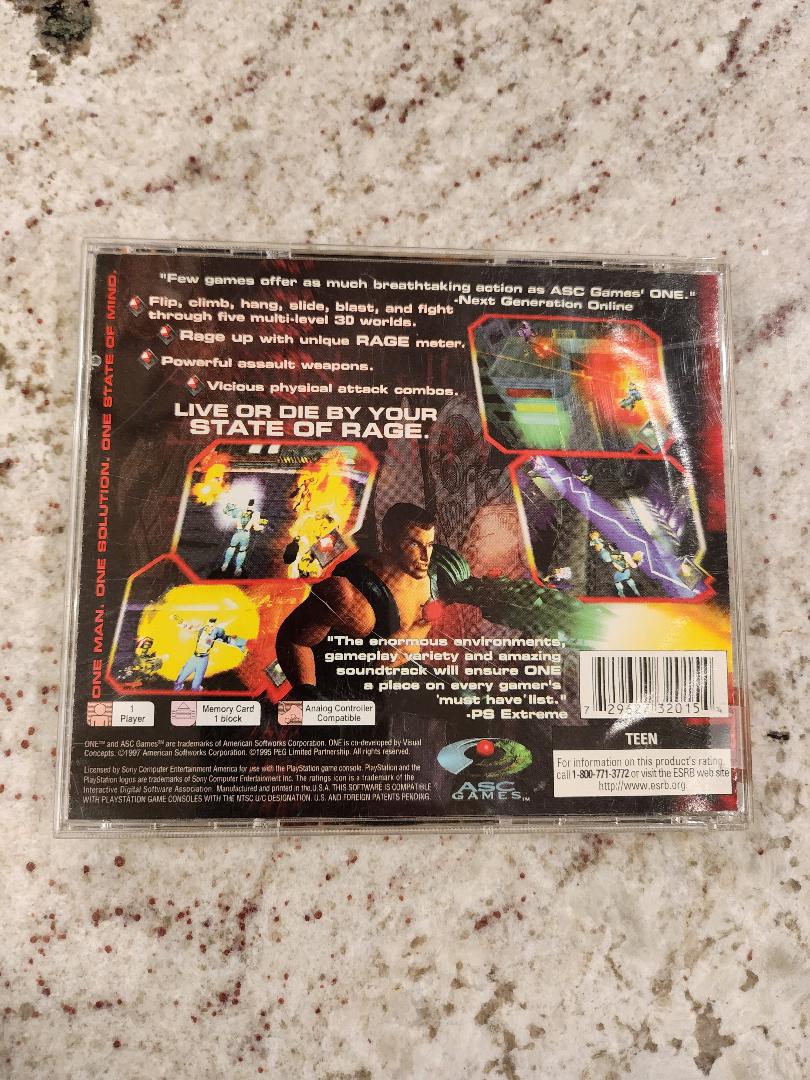 "Few games offer as much breathtaking action as ASC Games' ONE."
-Next Generation Online
Flip, climb, hang, slide, blast, and fight
through five multi-level 3D worlds.
Rage up with unique RAGE meter.
Powerful assault weapons.
Vicious physical attack combos.
LIVE OR DIE BY YOUR
STATE OF RAGE.
ONE MAN. ONE SOLUTION. ONE STATE OF MIND.
"The enormous environments,
gameplay variety and amazing
soundtrack will ensure ONE
a place on every gamer's
'must have' list."
-PS Extreme
1
Player
Memory Card
1 block
Analog Controller
Compatible
ONE™ and ASC Games™ are trademarks of American Softworks Corporation. ONE is co-developed by Visual
Concepts. ©1997 American Softworks Corporation. ©1995 PEG Limited Partnership. All rights reserved.
Licensed by Sony Computer Entertainment America for use with the PlayStation game console. PlayStation and the
PlayStation logos are trademarks of Sony Computer Entertainment Inc. The ratings icon is a trademark of the
Interactive Digital Software Association. Manufactured and printed in the U.S.A. THIS SOFTWARE IS COMPATIBLE
WITH PLAYSTATION GAME CONSOLES WITH THE NTSC U/C DESIGNATION. U.S. AND FOREIGN PATENTS PENDING.
ASC
GAMES™
7 32015
TEEN
For information on this product's rating,
call 1-800-771-3772 or visit the ESRB web site
http://www.esrb.org